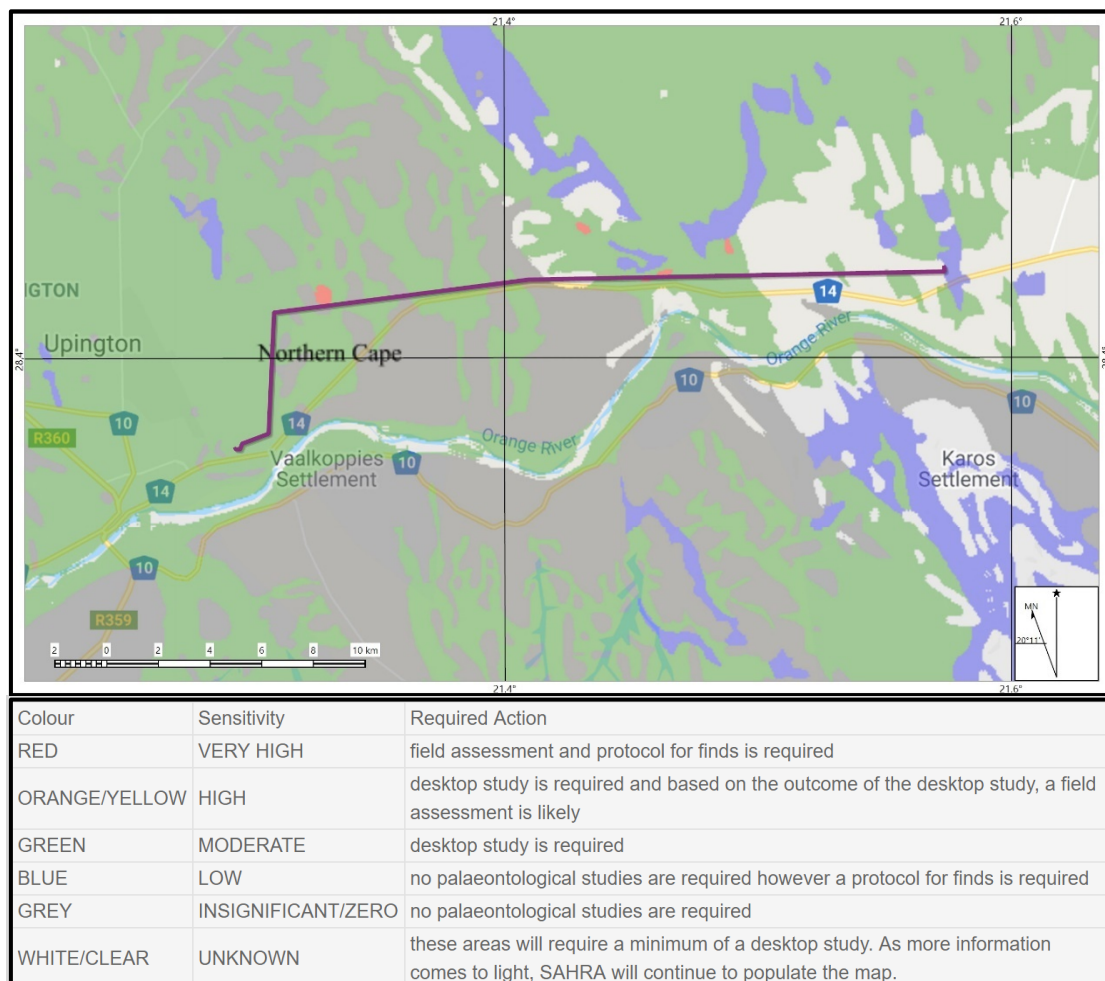 21,4°
21,6°
IGTON
14
Upington
Northern Cape
Orange River
28,4°
28,4°
10
10
10
R360
14
Orange River
Vaalkoppies
Settlement
10
Karos
Settlement
14
10
R359
MN
20°11'
2 0 2 4 6 8 10 km
21,4°
21,6°
Colour Sensitivity Required Action
RED VERY HIGH field assessment and protocol for finds is required
ORANGE/YELLOW HIGH desktop study is required and based on the outcome of the desktop study, a field
assessment is likely
GREEN MODERATE desktop study is required
BLUE LOW no palaeontological studies are required however a protocol for finds is required
GREY INSIGNIFICANT/ZERO no palaeontological studies are required
WHITE/CLEAR UNKNOWN these areas will require a minimum of a desktop study. As more information
comes to light, SAHRA will continue to populate the map.